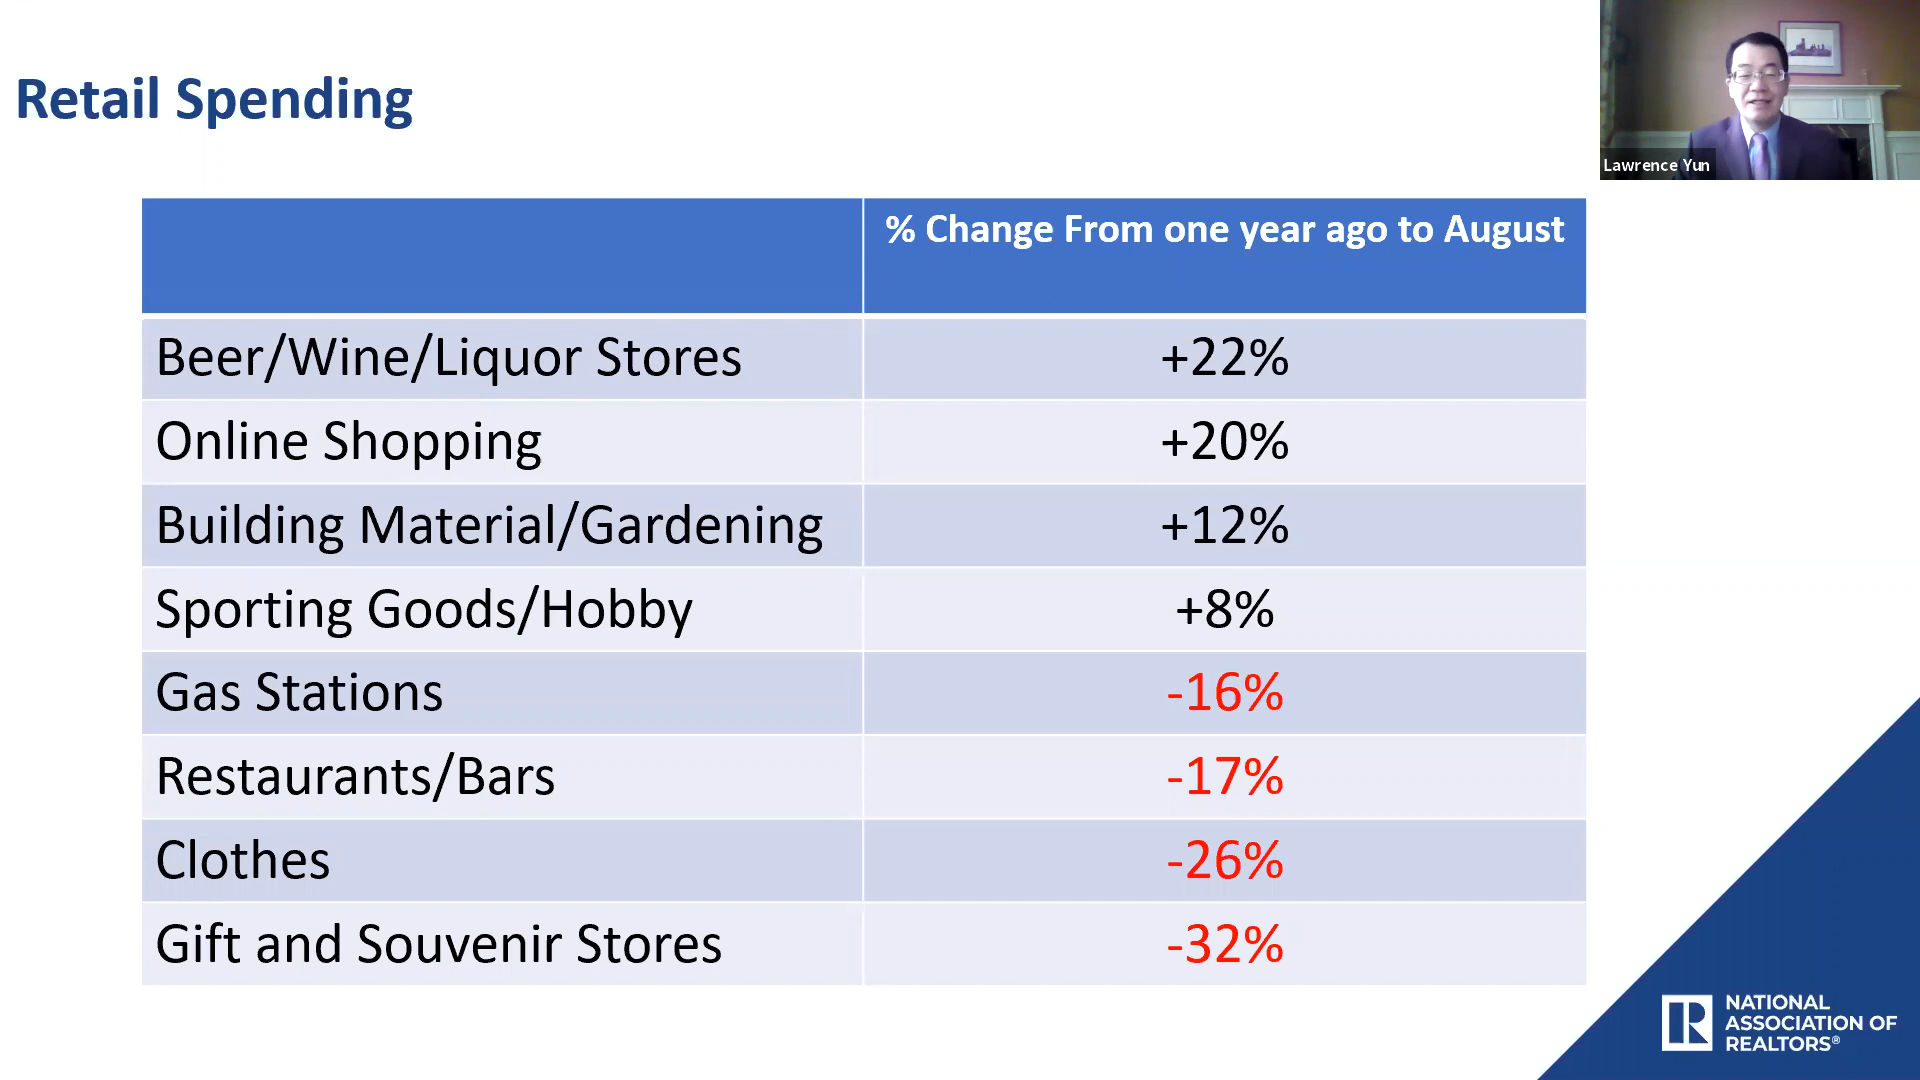 Retail Spending
Lawrence Yun
% Change From one year ago to August
Beer/Wine/Liquor Stores +22%
Online Shopping +20%
Building Material/Gardening +12%
Sporting Goods/Hobby +8%
Gas Stations -16%
Restaurants/Bars -17%
Clothes -26%
Gift and Souvenir Stores -32%
R
NATIONAL
ASSOCIATION OF
REALTORS®